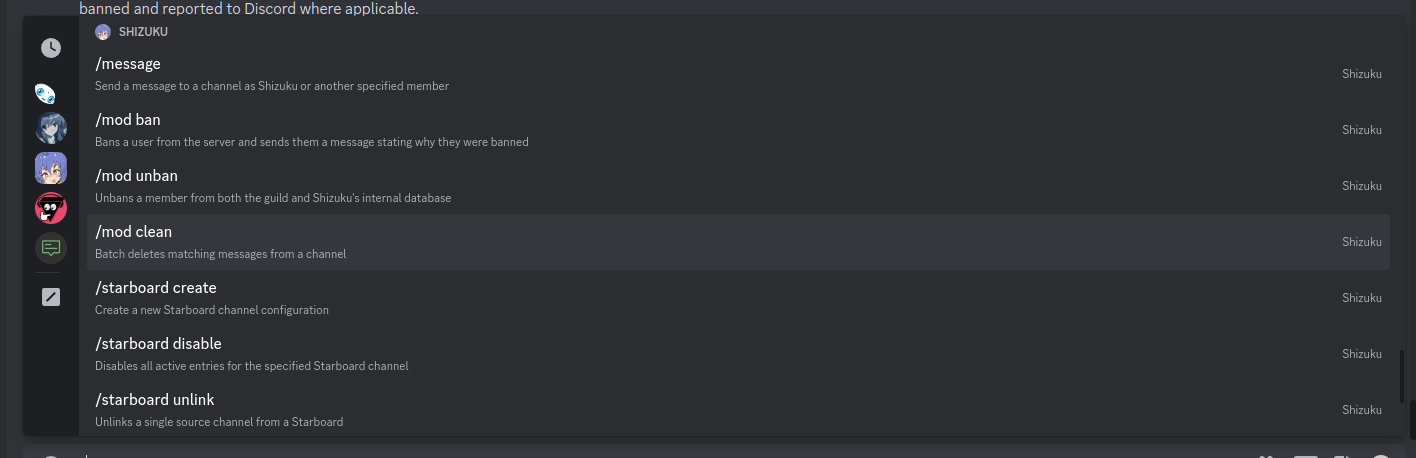 banned and reported to Discord where applicable.
SHIZUKU
/message
Send a message to a channel as Shizuku or another specified member
Shizuku
/mod ban
Bans a user from the server and sends them a message stating why they were banned
Shizuku
/mod unban
Unbans a member from both the guild and Shizuku's internal database
Shizuku
/mod clean
Batch deletes matching messages from a channel
Shizuku
/starboard create
Create a new Starboard channel configuration
Shizuku
/starboard disable
Disables all active entries for the specified Starboard channel
Shizuku
/starboard unlink
Unlinks a single source channel from a Starboard
Shizuku